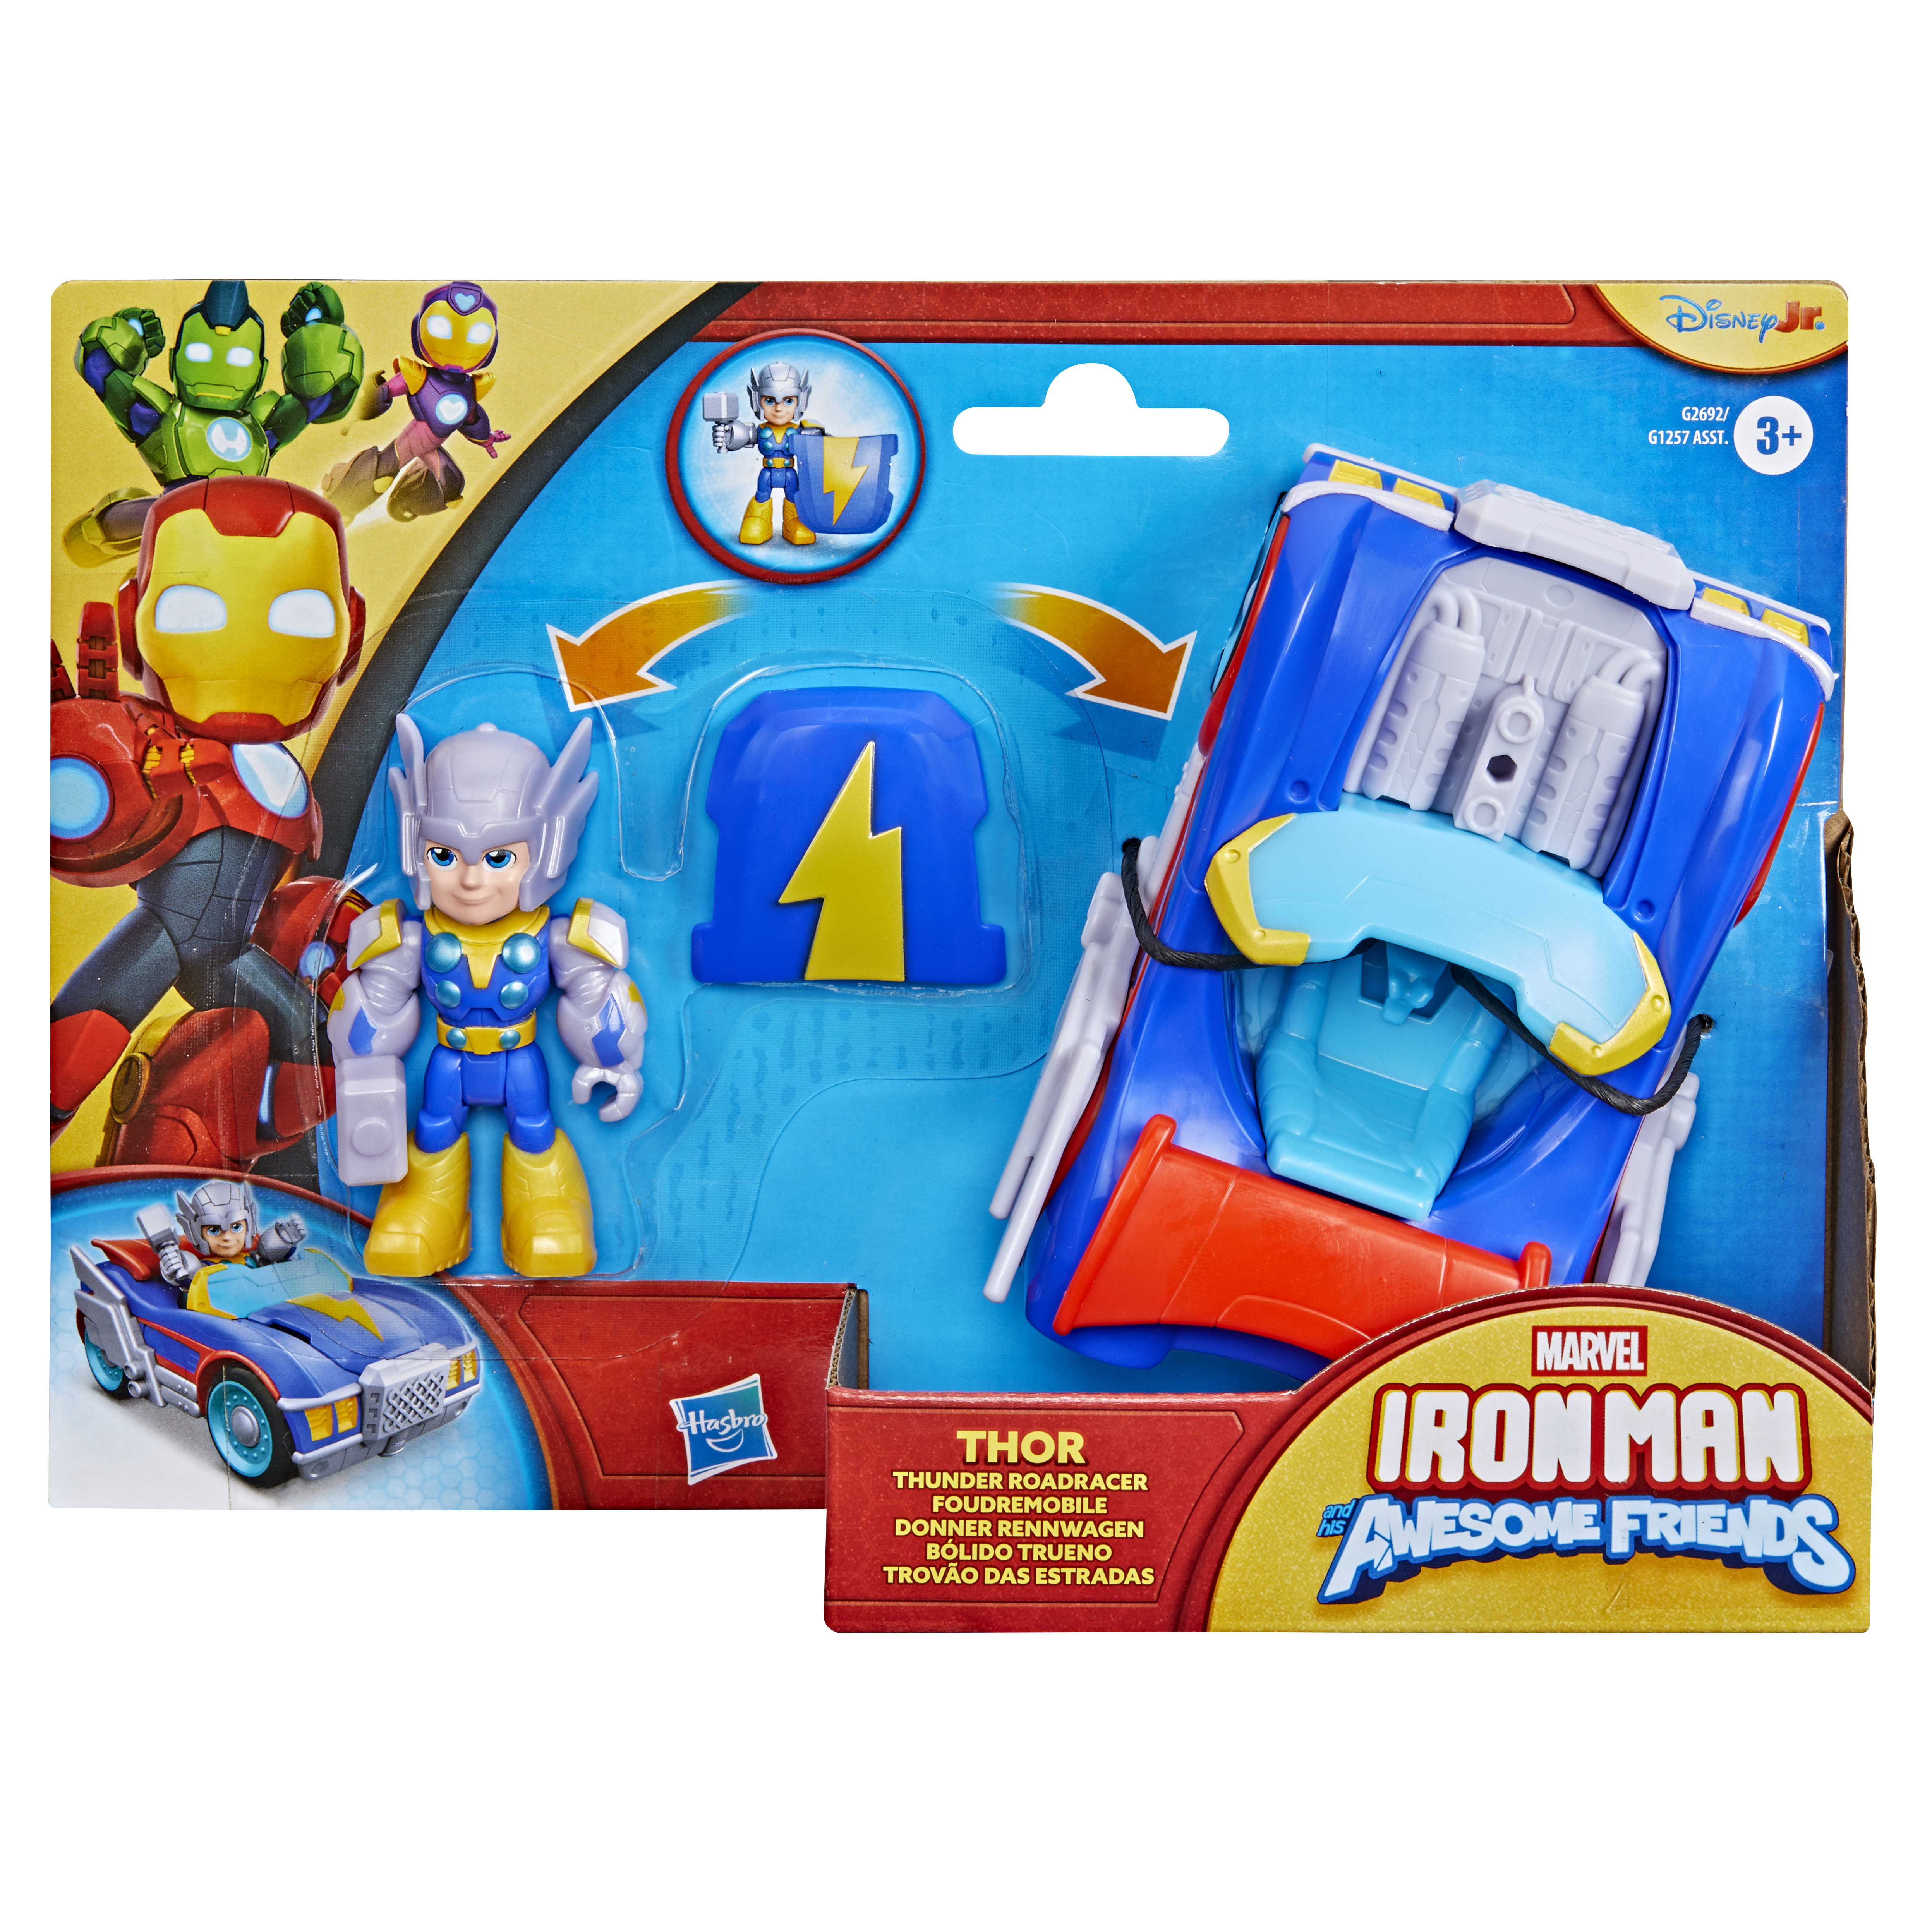 Disney Jr.
G2692/
G1257 ASST.
3+
Hasbro
THOR
THUNDER ROADRACER
FOUDREMOBILE
DONNER RENNWAGEN
BÓLIDO TRUENO
TROVÃO DAS ESTRADAS
MARVEL
IRON MAN
and his
AWESOME FRIENDS